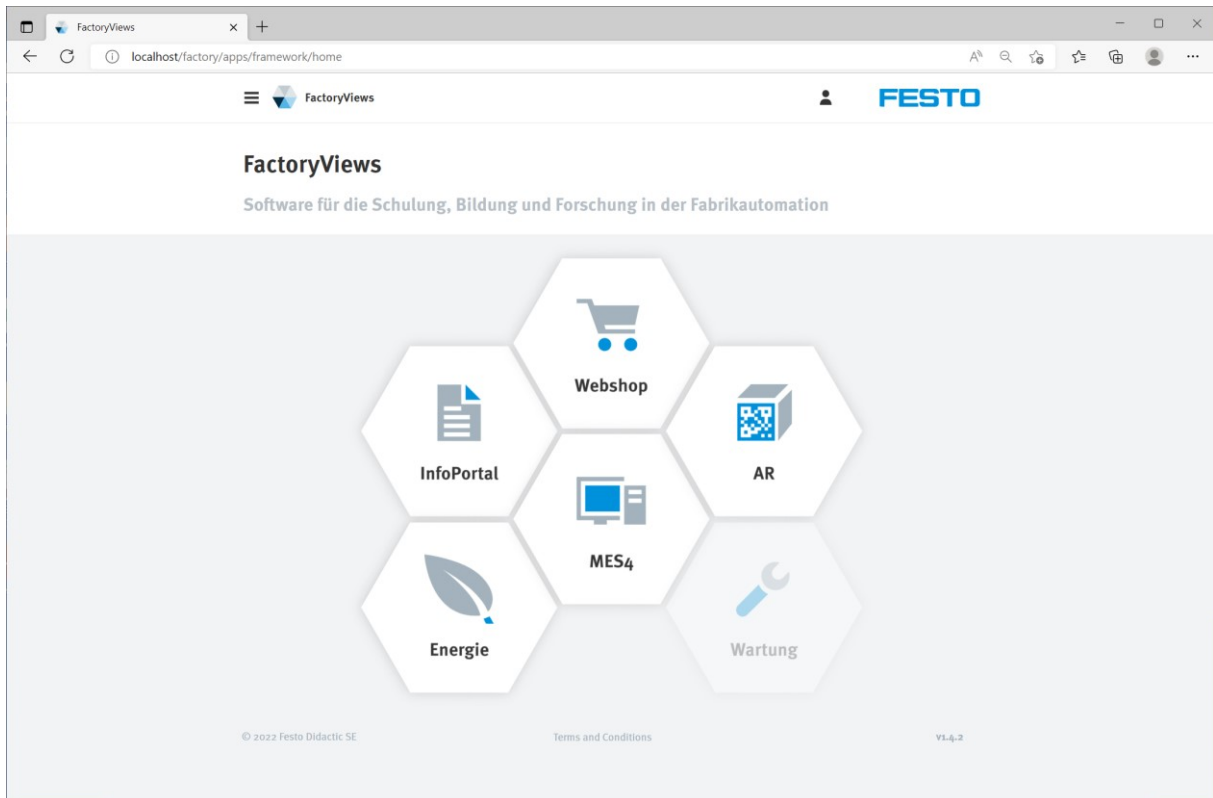 FactoryViews
localhost/factory/apps/framework/home
FactoryViews
FESTO
FactoryViews
Software für die Schulung, Bildung und Forschung in der Fabrikautomation
Webshop
InfoPortal
AR
MES4
Energie
Wartung
© 2022 Festo Didactic SE
Terms and Conditions
v1.4.2